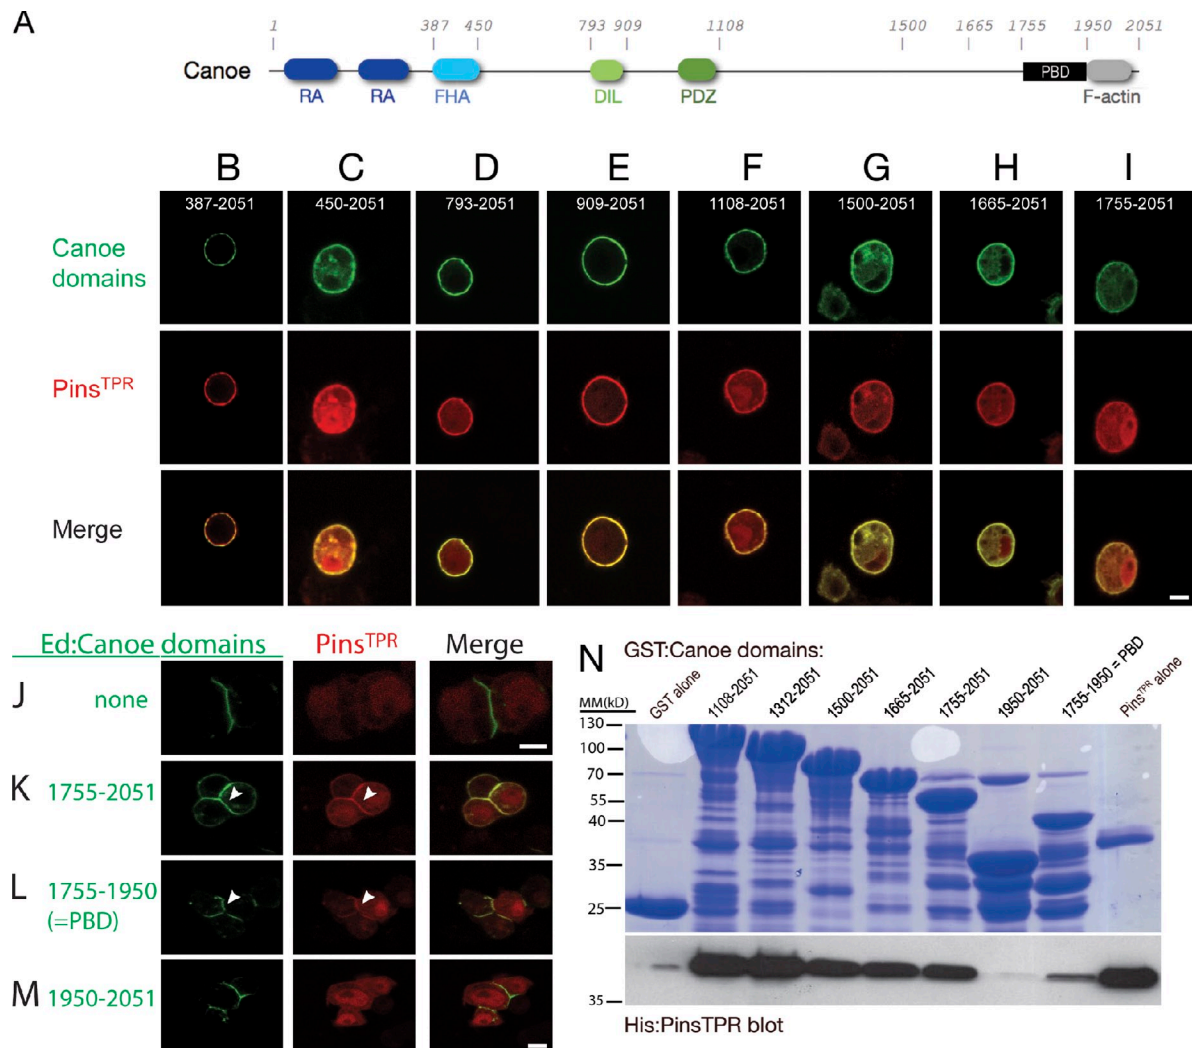 A
1 387 450 793 909 1108 1500 1665 1755 1950 2051
Canoe
PBD
RA RA FHA DIL PDZ F-actin
B C D E F G H I
387-2051 450-2051 793-2051 909-2051 1108-2051 1500-2051 1665-2051 1755-2051
Canoe
domains
PinsTPR
Merge
Ed:Canoe domains PinsTPR Merge
J none
K 1755-2051
L 1755-1950
(=PBD)
M 1950-2051
N GST:Canoe domains:
MM(kD)
GST alone
1108-2051
1312-2051
1500-2051
1665-2051
1755-2051
1950-2051
1755-1950 = PBD
PinsTPR alone
130
100
70
55
40
35
25
35
His:PinsTPR blot